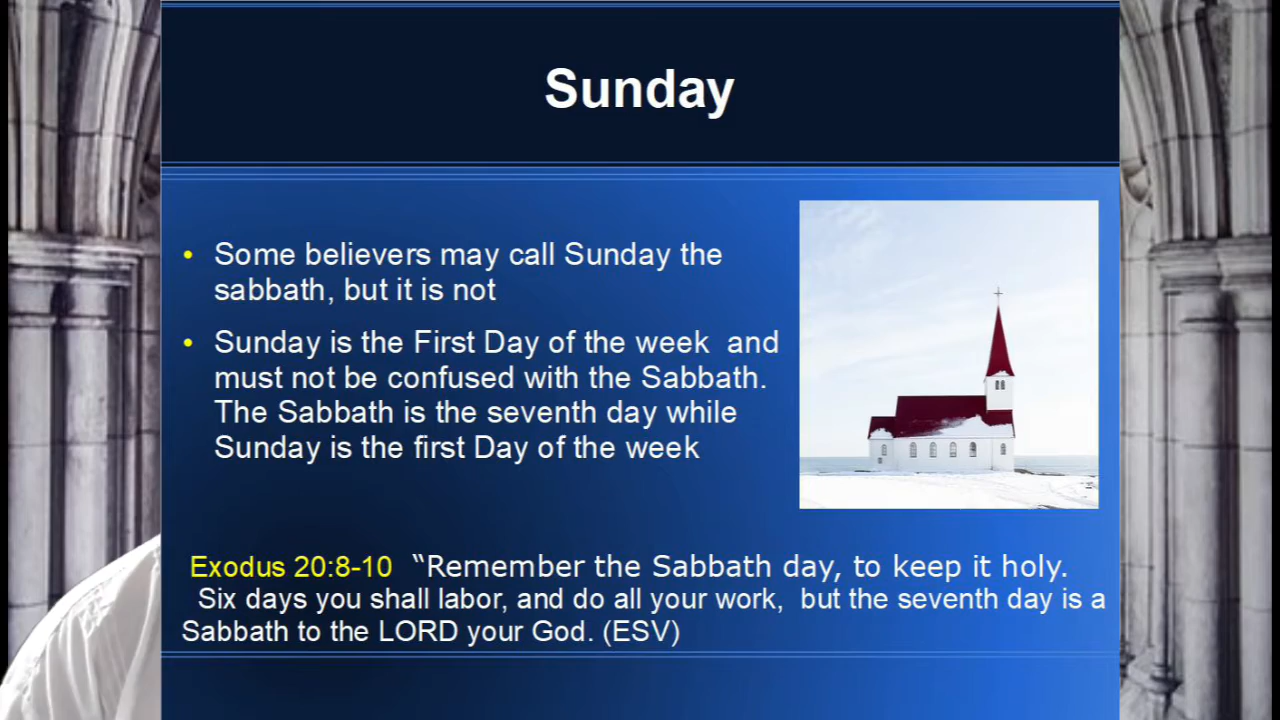 Sunday
• Some believers may call Sunday the
sabbath, but it is not
• Sunday is the First Day of the week  and
must not be confused with the Sabbath.
The Sabbath is the seventh day while
Sunday is the first Day of the week
Exodus 20:8-10  “Remember the Sabbath day, to keep it holy.
Six days you shall labor, and do all your work,  but the seventh day is a
Sabbath to the LORD your God. (ESV)